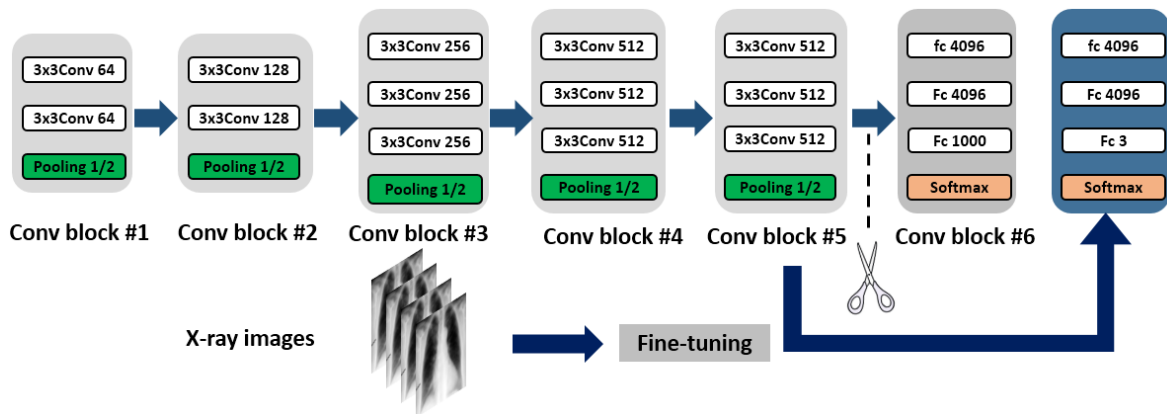 3x3Conv 64
3x3Conv 64
Pooling 1/2
Conv block #1
3x3Conv 128
3x3Conv 128
Pooling 1/2
Conv block #2
3x3Conv 256
3x3Conv 256
3x3Conv 256
Pooling 1/2
Conv block #3
3x3Conv 512
3x3Conv 512
3x3Conv 512
Pooling 1/2
Conv block #4
3x3Conv 512
3x3Conv 512
3x3Conv 512
Pooling 1/2
Conv block #5
fc 4096
Fc 4096
Fc 1000
Softmax
Conv block #6
fc 4096
Fc 4096
Fc 3
Softmax
X-ray images
Fine-tuning